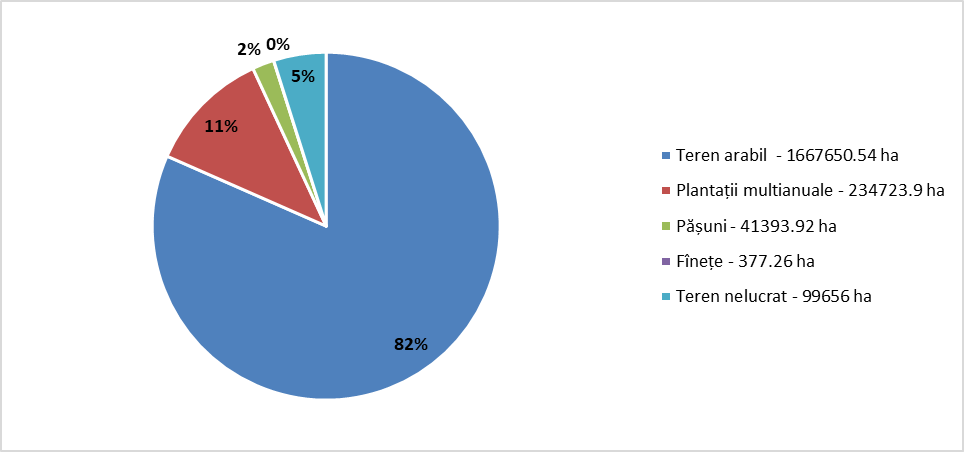 2%
0%
5%
11%
82%
Teren arabil - 1667650.54 ha
Plantații multianuale - 234723.9 ha
Pășuni - 41393.92 ha
Fînețe - 377.26 ha
Teren nelucrat - 99656 ha